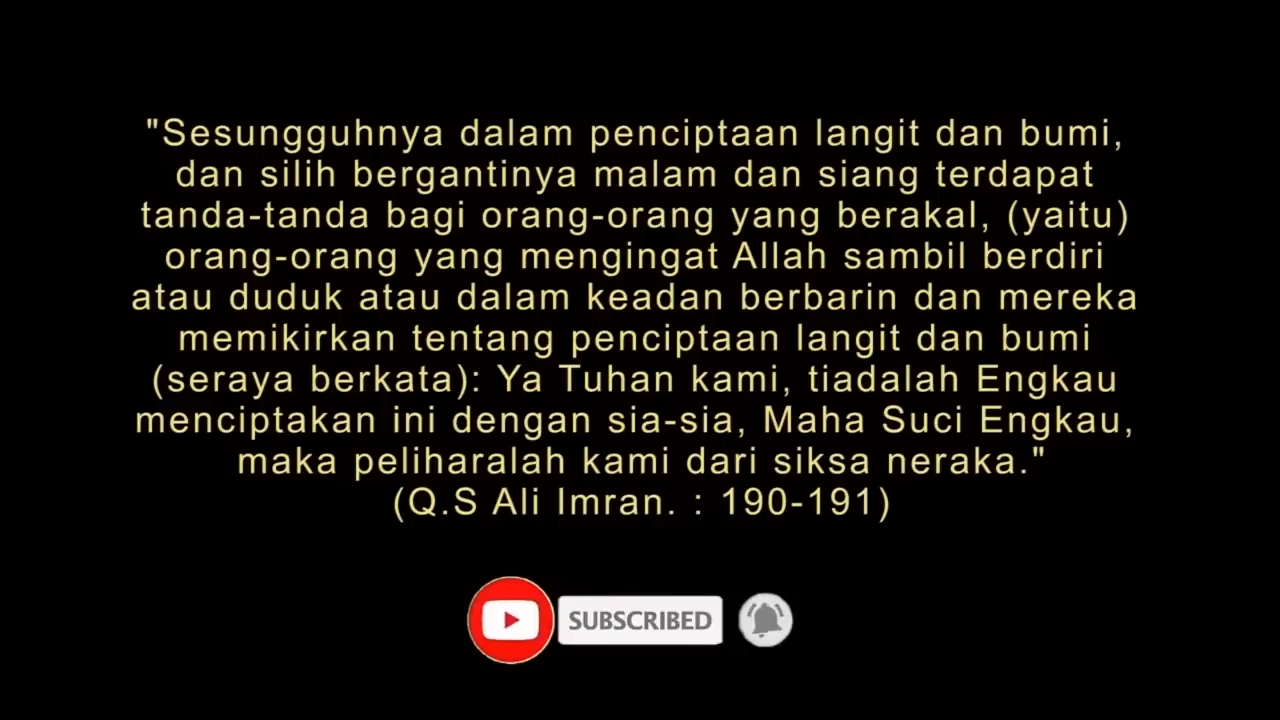 "Sesungguhnya dalam penciptaan langit dan bumi,
dan silih bergantinya malam dan siang terdapat
tanda-tanda bagi orang-orang yang berakal, (yaitu)
orang-orang yang mengingat Allah sambil berdiri
atau duduk atau dalam keadan berbarin dan mereka
memikirkan tentang penciptaan langit dan bumi
(seraya berkata): Ya Tuhan kami, tiadalah Engkau
menciptakan ini dengan sia-sia, Maha Suci Engkau,
maka peliharalah kami dari siksa neraka."
(Q.S Ali Imran. : 190-191)
SUBSCRIBED